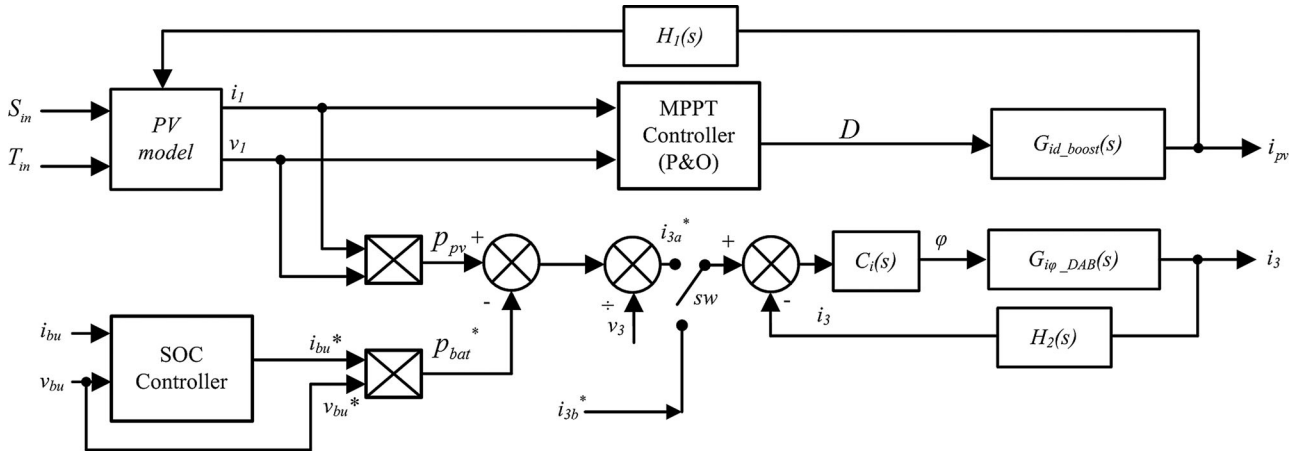 H1(s)
Sin
Tin
PV
model
i1
v1
MPPT
Controller
(P&O)
D
Gid_boost(s)
ipv
ppv
+
-
i3a*
÷
v3
sw
+
-
i3
Ci(s)
φ
Giφ_DAB(s)
i3
H2(s)
ibu
vbu
SOC
Controller
ibu*
vbu*
pbat*
i3b*